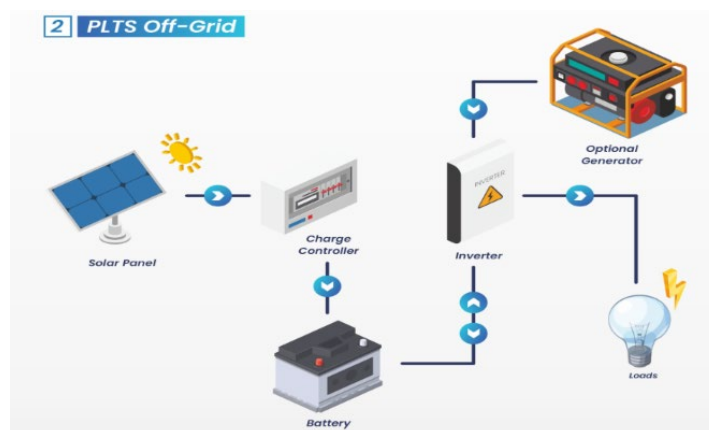 2 PLTS Off-Grid
Optional
Generator
INVERTER
Charge
Controller
Inverter
Solar Panel
Loads
Battery